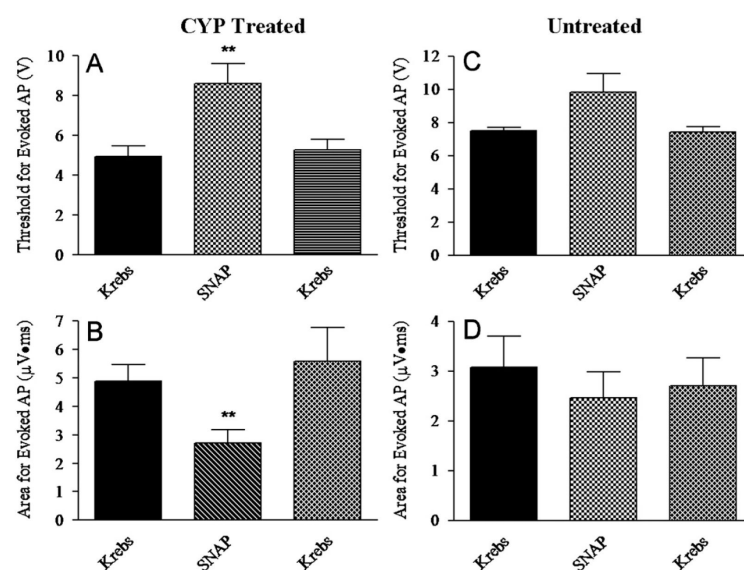 CYP Treated
Untreated
A
Threshold for Evoked AP (V)
10
8
6
4
2
0
**
Krebs
SNAP
Krebs
C
Threshold for Evoked AP (V)
12
10
8
6
4
2
0
Krebs
SNAP
Krebs
B
Area for Evoked AP (μV•ms)
7
6
5
4
3
2
1
0
**
Krebs
SNAP
Krebs
D
Area for Evoked AP (μV•ms)
4
3
2
1
0
Krebs
SNAP
Krebs